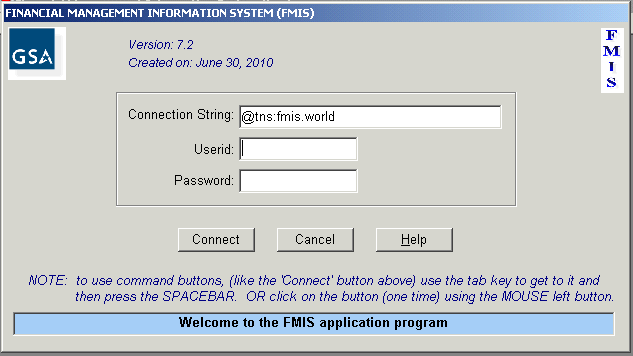 FINANCIAL MANAGEMENT INFORMATION SYSTEM (FMIS)
GSA
Version: 7.2
Created on: June 30, 2010
F
M
I
S
Connection String: @tns:fmis.world
Userid:
Password:
Connect Cancel Help
NOTE: to use command buttons, (like the 'Connect' button above) use the tab key to get to it and
then press the SPACEBAR. OR click on the button (one time) using the MOUSE left button.
Welcome to the FMIS application program